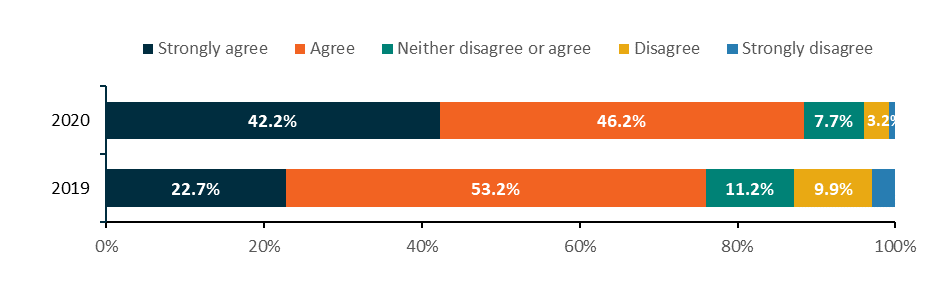 Strongly agree Agree Neither disagree or agree Disagree Strongly disagree
2020 42.2% 46.2% 7.7% 3.2%
2019 22.7% 53.2% 11.2% 9.9%
0% 20% 40% 60% 80% 100%